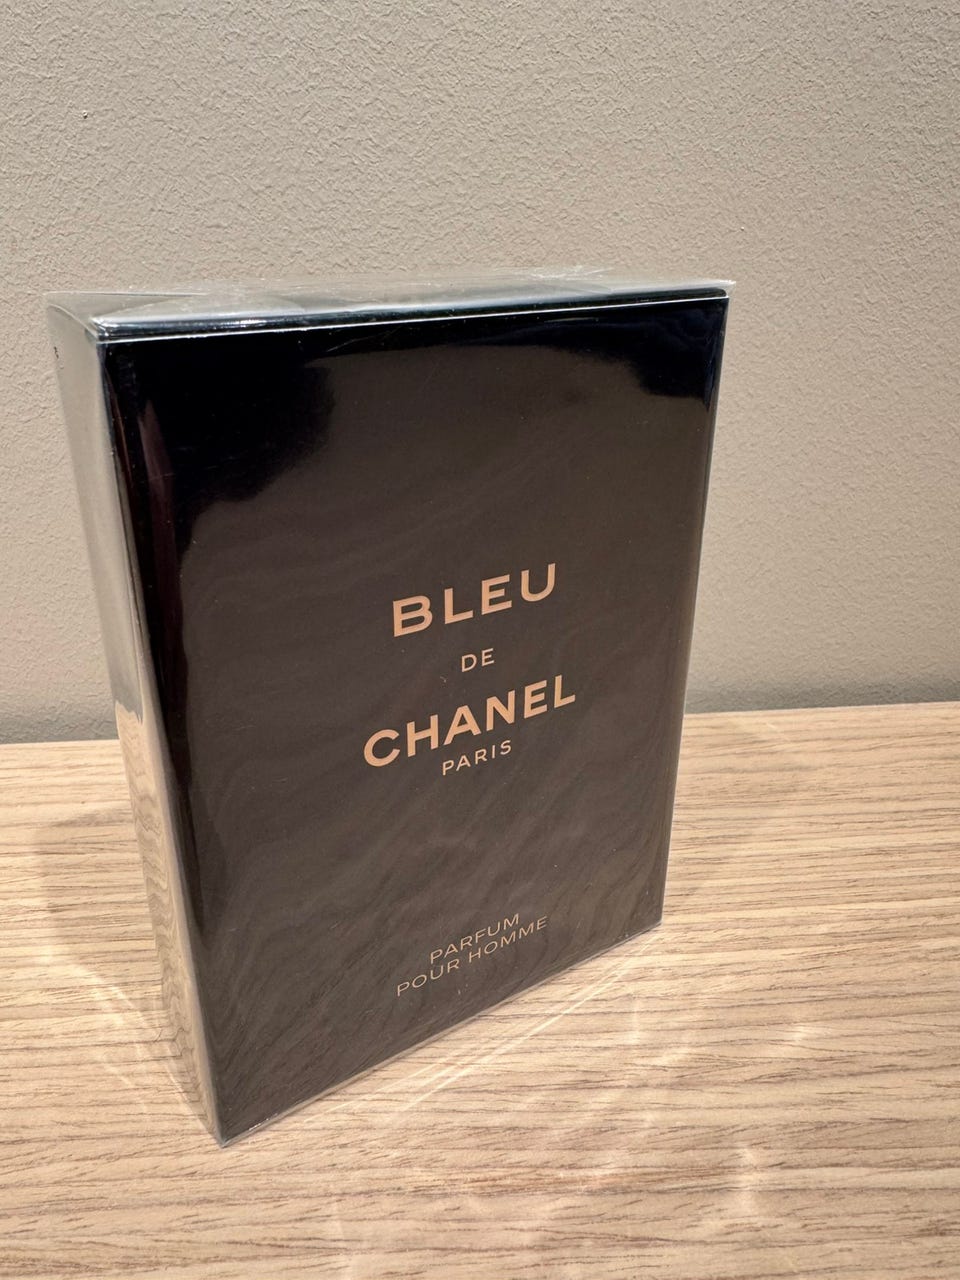 BLEU
DE
CHANEL
PARIS
PARFUM
POUR HOMME